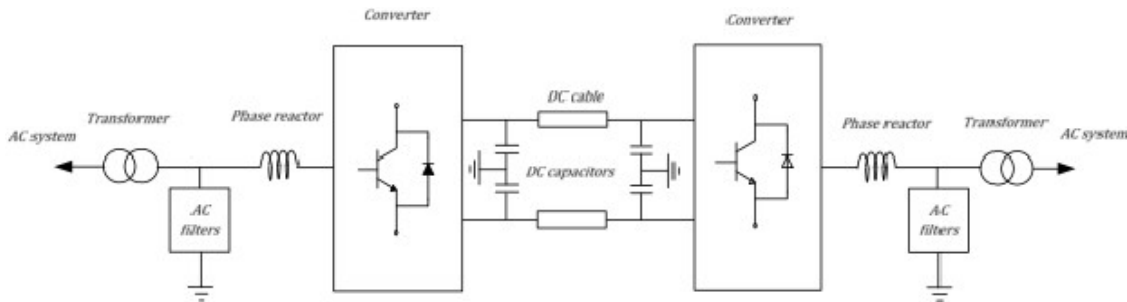 Converter
Converter
DC cable
Transformer
Phase reactor
Phase reactor
Transformer
AC system
AC system
DC capacitors
AC
filters
AC
filters